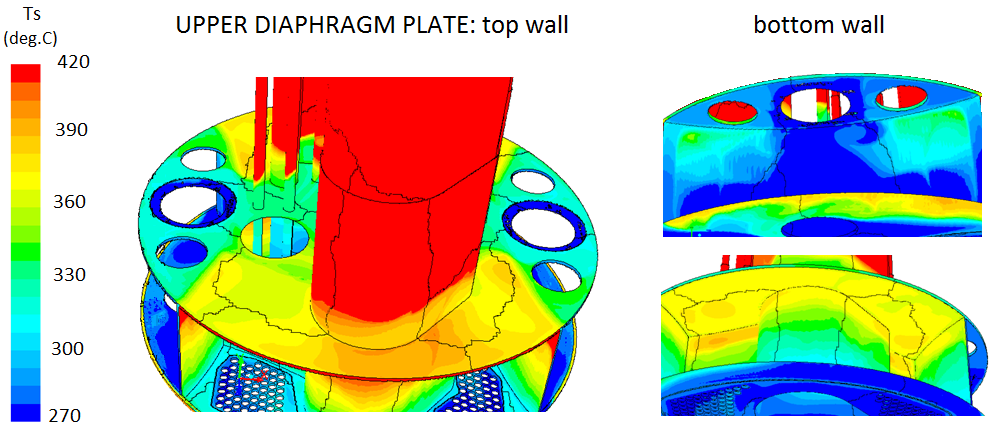 Ts
(deg.C)
UPPER DIAPHRAGM PLATE: top wall
bottom wall
420
390
360
330
300
270